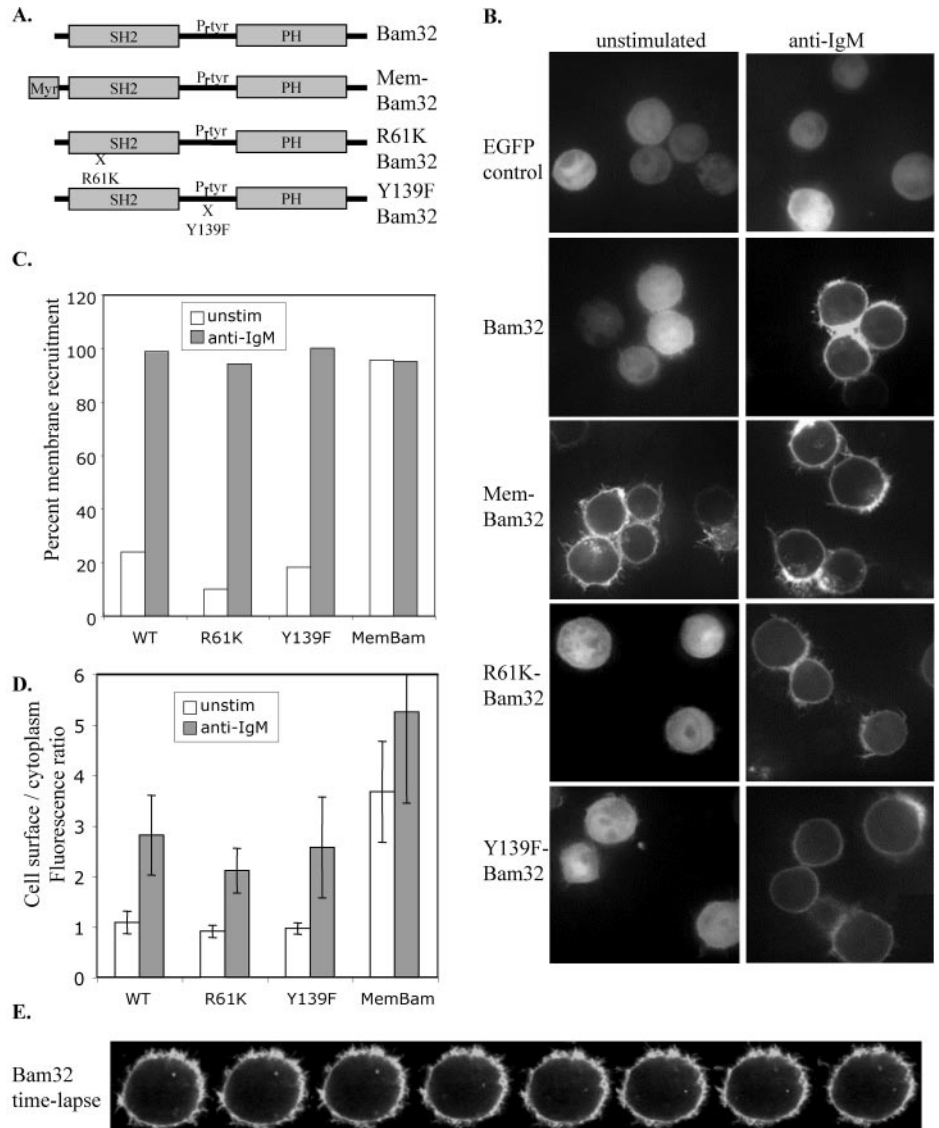 A.
P tyr
SH2
PH
Bam32
P tyr
Myr
SH2
PH
Mem-
Bam32
P tyr
SH2
PH
X
R61K
R61K
Bam32
P tyr
SH2
PH
X
Y139F
Y139F
Bam32
B.
unstimulated
anti-IgM
EGFP
control
Bam32
Mem-
Bam32
R61K-
Bam32
Y139F-
Bam32
C.
Percent membrane recruitment
120
100
80
60
40
20
0
unstim
anti-IgM
WT
R61K
Y139F
MemBam
D.
Cell surface / cytoplasm
Fluorescence ratio
6
5
4
3
2
1
0
unstim
anti-IgM
WT
R61K
Y139F
MemBam
E.
Bam32
time-lapse